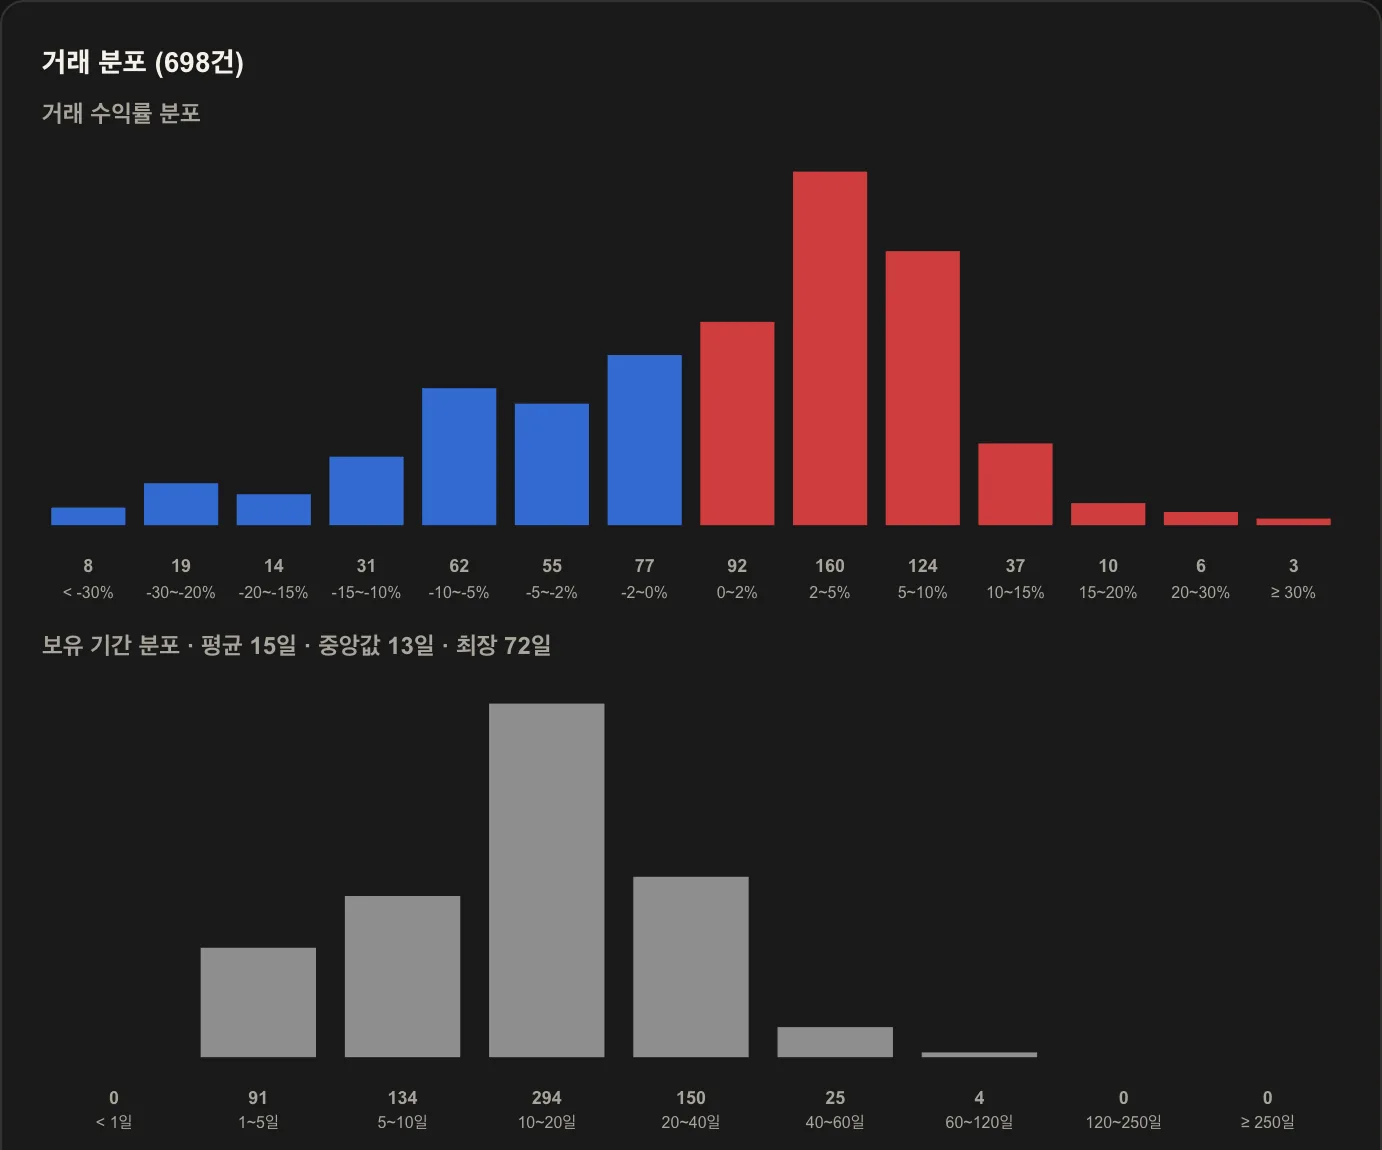 거래 분포 (698건)
거래 수익률 분포
8 19 14 31 62 55 77 92 160 124 37 10 6 3
< -30% -30~-20% -20~-15% -15~-10% -10~-5% -5~-2% -2~0% 0~2% 2~5% 5~10% 10~15% 15~20% 20~30% ≥ 30%
보유 기간 분포 · 평균 15일 · 중앙값 13일 · 최장 72일
0 91 134 294 150 25 4 0 0
< 1일 1~5일 5~10일 10~20일 20~40일 40~60일 60~120일 120~250일 ≥ 250일